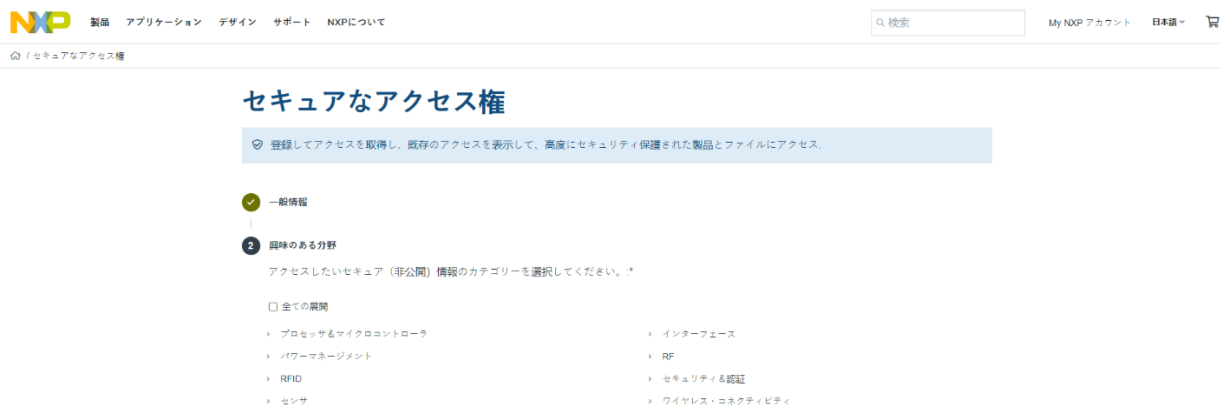 NXP 製品 アプリケーション デザイン サポート NXPについて 検索 My NXP アカウント 日本語
/ セキュアなアクセス権
セキュアなアクセス権
登録してアクセスを取得し、既存のアクセスを表示して、高度にセキュリティ保護された製品とファイルにアクセス.
一般情報
2 興味のある分野
アクセスしたいセキュア（非公開）情報のカテゴリーを選択してください。:*
全ての展開
プロセッサ＆マイクロコントローラ
インターフェース
パワーマネージメント
RF
RFID
セキュリティ＆認証
センサ
ワイヤレス・コネクティビティ